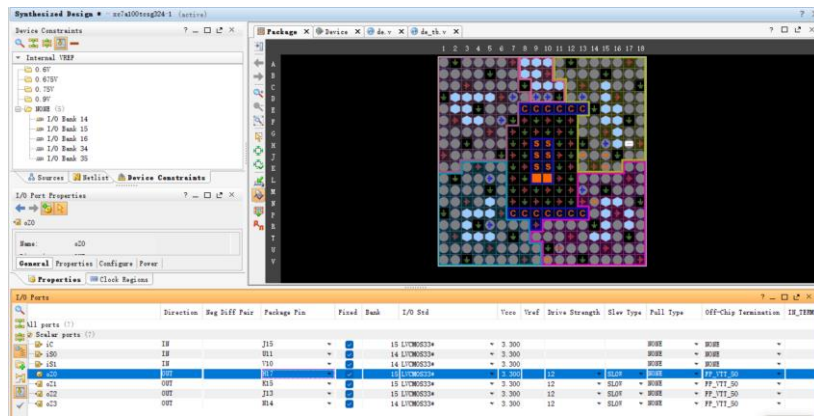 Synthesized Design * - xc7a100tcsg324-1 (active)
Device Constraints
Internal VREF
0.6V
0.675V
0.75V
0.9V
NONE (5)
I/O Bank 14
I/O Bank 15
I/O Bank 16
I/O Bank 34
I/O Bank 35
Sources Netlist Device Constraints
I/O Port Properties
oZ0
Name: oZ0
General Properties Configure Power
Properties Clock Regions
Package Device de.v de_tb.v
1 2 3 4 5 6 7 8 9 10 11 12 13 14 15 16 17 18
A
B
C
D
E
F
G
H
J
K
L
M
N
P
R
T
U
V
I/O Ports
Direction Neg Diff Pair Package Pin Fixed Bank I/O Std Vcco Vref Drive Strength Slew Type Pull Type Off-Chip Termination IN_TERM
All ports (7)
Scalar ports (7)
iC IN J15 15 LVCMOS33* 3.300 NONE NONE
iS0 IN U11 14 LVCMOS33* 3.300 NONE NONE
iS1 IN V10 14 LVCMOS33* 3.300 NONE NONE
oZ0 OUT H17 15 LVCMOS33* 3.300 12 SLOW NONE FP_VTT_50
oZ1 OUT K15 15 LVCMOS33* 3.300 12 SLOW NONE FP_VTT_50
oZ2 OUT J13 15 LVCMOS33* 3.300 12 SLOW NONE FP_VTT_50
oZ3 OUT N14 14 LVCMOS33* 3.300 12 SLOW NONE FP_VTT_50